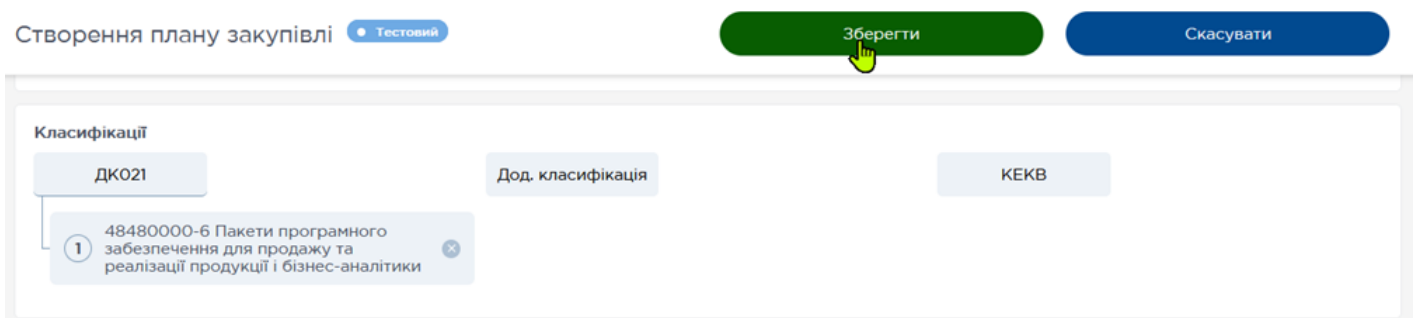 Створення плану закупівлі
Тестовий
Зберегти
Скасувати
Класифікації
ДК021
Дод. класифікація
КЕКВ
1
48480000-6 Пакети програмного
забезпечення для продажу та
реалізації продукції і бізнес-аналітики